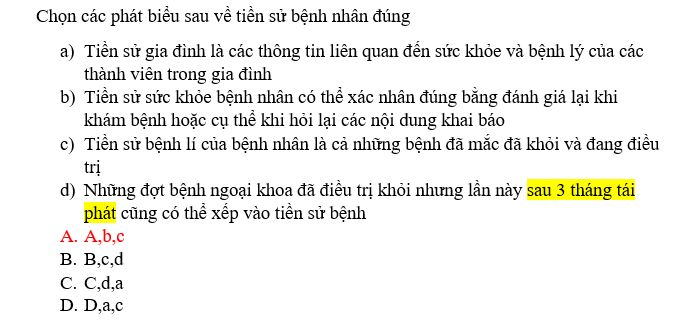 Chọn các phát biểu sau về tiền sử bệnh nhân đúng
a) Tiền sử gia đình là các thông tin liên quan đến sức khỏe và bệnh lý của các
thành viên trong gia đình
b) Tiền sử sức khỏe bệnh nhân có thể xác nhân đúng bằng đánh giá lại khi
khám bệnh hoặc cụ thể khi hỏi lại các nội dung khai báo
c) Tiền sử bệnh lí của bệnh nhân là cả những bệnh đã mắc đã khỏi và đang điều
trị
d) Những đợt bệnh ngoại khoa đã điều trị khỏi nhưng lần này sau 3 tháng tái
phát cũng có thể xếp vào tiền sử bệnh
A. A,b,c
B. B,c,d
C. C,d,a
D. D,a,c